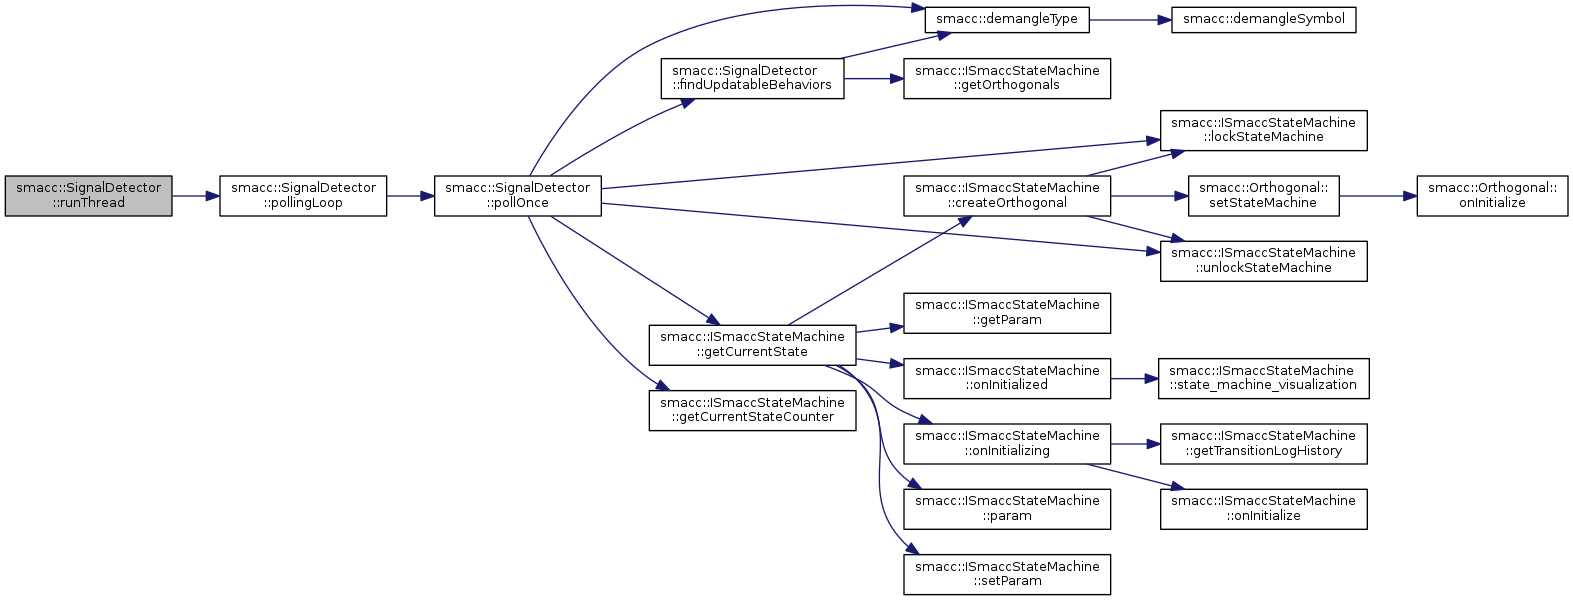 smacc::SignalDetector
::runThread
smacc::SignalDetector
::pollingLoop
smacc::SignalDetector
::pollOnce
smacc::demangleType
smacc::demangleSymbol
smacc::SignalDetector
::findUpdatableBehaviors
smacc::ISmaccStateMachine
::getOrthogonals
smacc::ISmaccStateMachine
::lockStateMachine
smacc::ISmaccStateMachine
::createOrthogonal
smacc::Orthogonal::
setStateMachine
smacc::Orthogonal::
onInitialize
smacc::ISmaccStateMachine
::unlockStateMachine
smacc::ISmaccStateMachine
::getCurrentState
smacc::ISmaccStateMachine
::getParam
smacc::ISmaccStateMachine
::onInitialized
smacc::ISmaccStateMachine
::state_machine_visualization
smacc::ISmaccStateMachine
::getCurrentStateCounter
smacc::ISmaccStateMachine
::onInitializing
smacc::ISmaccStateMachine
::getTransitionLogHistory
smacc::ISmaccStateMachine
::param
smacc::ISmaccStateMachine
::onInitialize
smacc::ISmaccStateMachine
::setParam